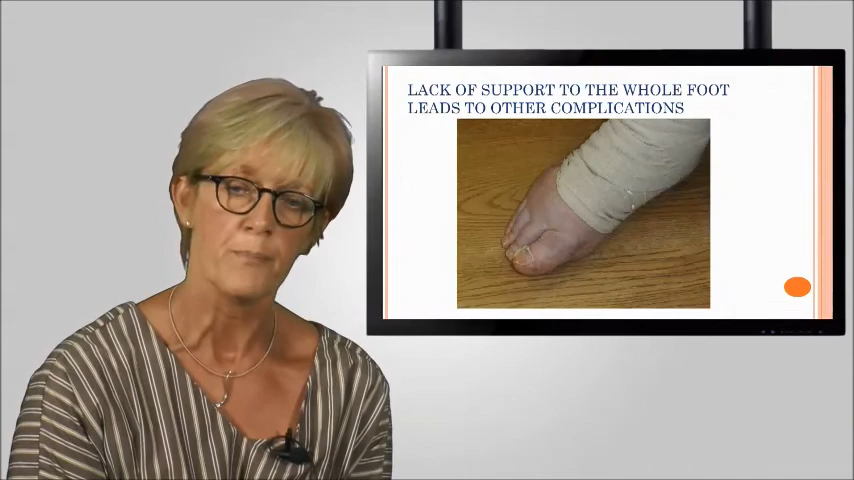 LACK OF SUPPORT TO THE WHOLE FOOT
LEADS TO OTHER COMPLICATIONS